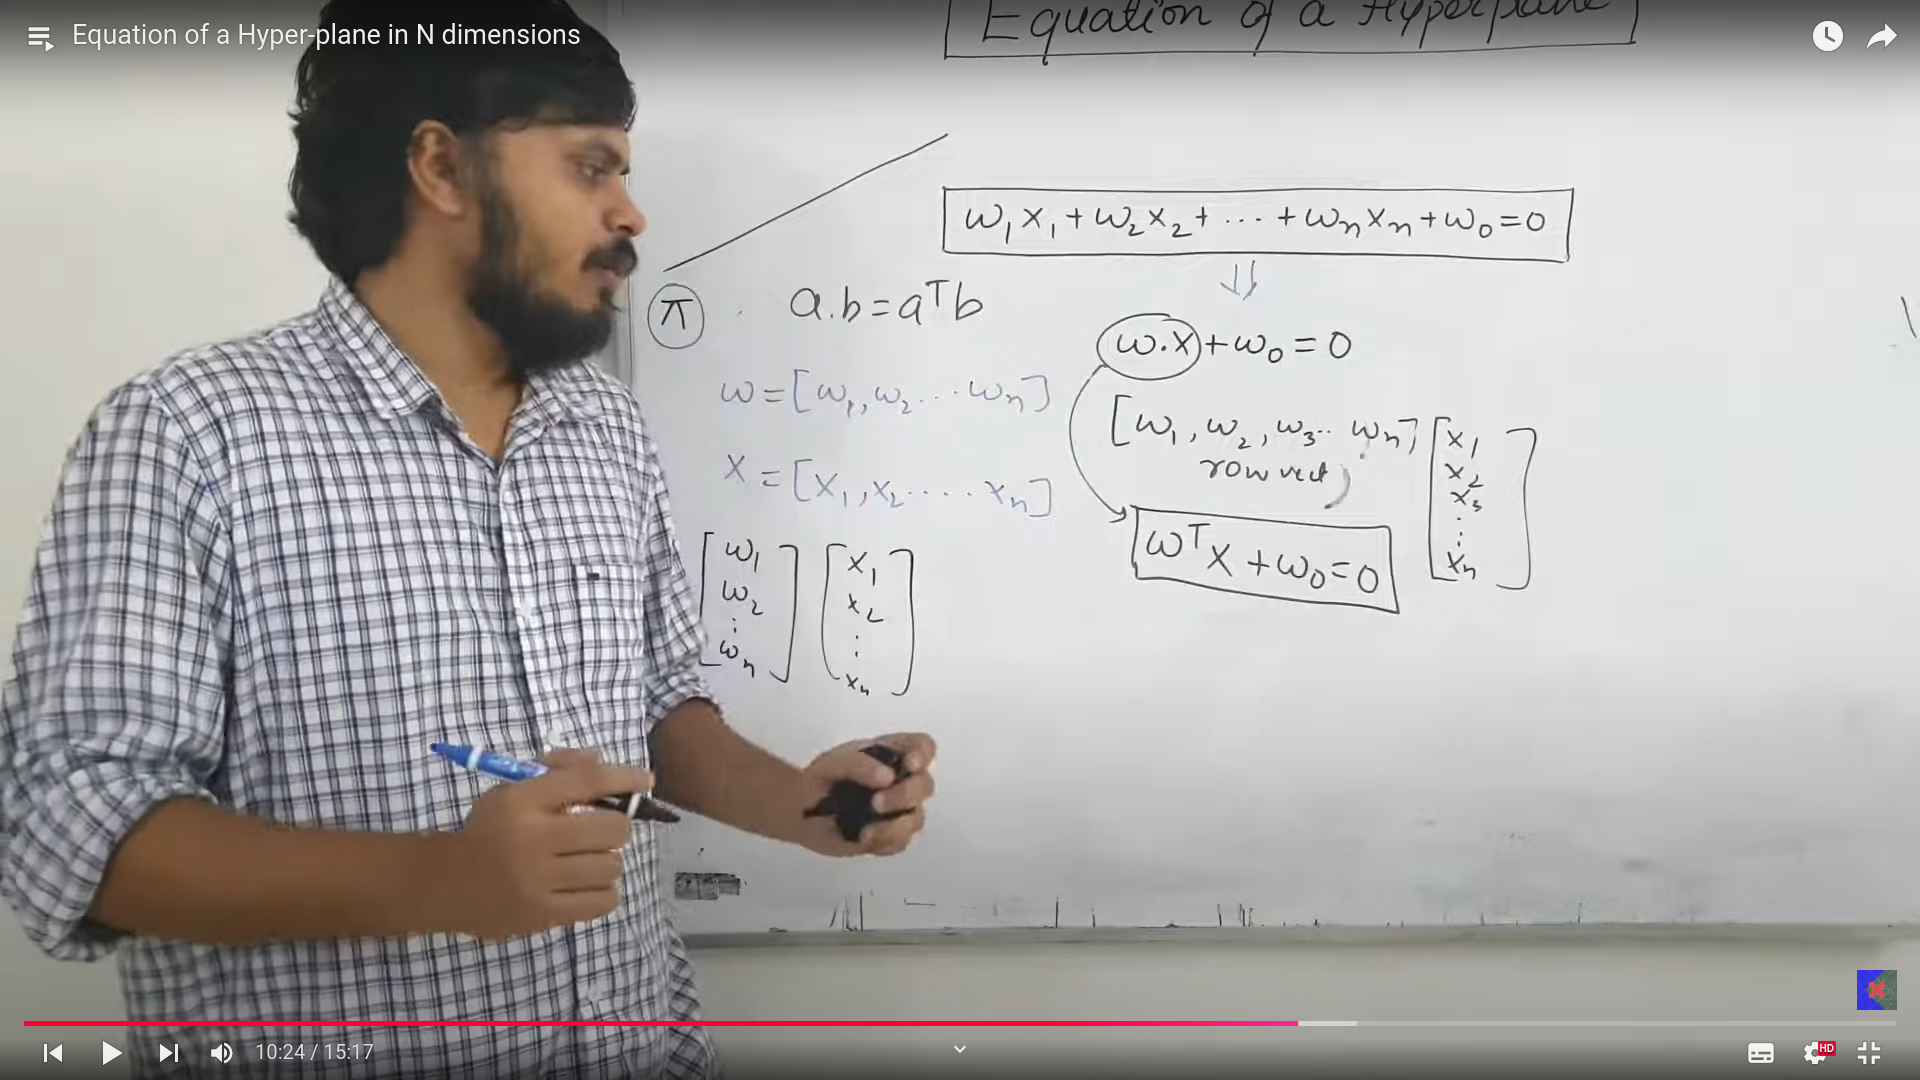 Equation of a Hyper-plane in N dimensions
Equation of a Hyperplane
w₁x₁+w₂x₂+...+wₙxₙ+w₀=0
π
a.b=aᵀb
w.x+w₀=0
w=[w₁,w₂...wₙ]
x=[x₁,x₂....xₙ]
[w₁,w₂,w₃..wₙ]
row vect
x₁
x₂
x₃
⋮
xₙ
wᵀx+w₀=0
w₁
w₂
⋮
wₙ
x₁
x₂
⋮
xₙ
10:24 / 15:17
HD